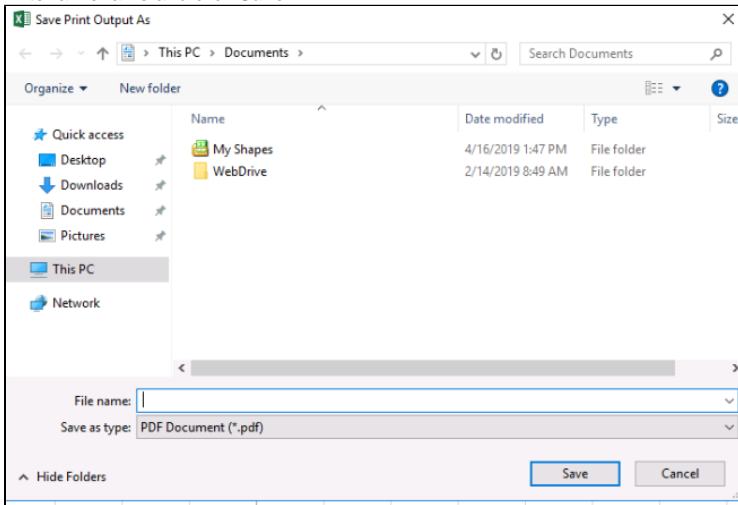 Save Print Output As
This PC > Documents >
Search Documents
Organize
New folder
Name
Date modified
Type
Size
Quick access
Desktop
Downloads
Documents
Pictures
This PC
Network
My Shapes
4/16/2019 1:47 PM
File folder
WebDrive
2/14/2019 8:49 AM
File folder
File name:
Save as type: PDF Document (*.pdf)
Hide Folders
Save
Cancel